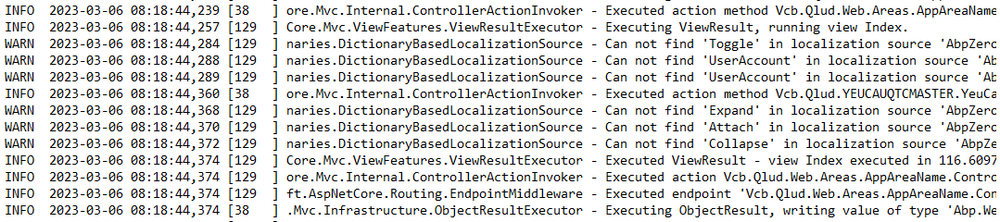 INFO  2023-03-06 08:18:44,239 [38   ] ore.Mvc.Internal.ControllerActionInvoker - Executed action method Vcb.Qlud.Web.Areas.AppAreaName
INFO  2023-03-06 08:18:44,257 [129  ] Core.Mvc.ViewFeatures.ViewResultExecutor - Executing ViewResult, running view Index.
WARN  2023-03-06 08:18:44,284 [129  ] naries.DictionaryBasedLocalizationSource - Can not find 'Toggle' in localization source 'AbpZero
WARN  2023-03-06 08:18:44,288 [129  ] naries.DictionaryBasedLocalizationSource - Can not find 'UserAccount' in localization source 'Ab
WARN  2023-03-06 08:18:44,289 [129  ] naries.DictionaryBasedLocalizationSource - Can not find 'UserAccount' in localization source 'Ab
INFO  2023-03-06 08:18:44,360 [38   ] ore.Mvc.Internal.ControllerActionInvoker - Executed action method Vcb.Qlud.YEUCAUQTCMASTER.YeuCa
WARN  2023-03-06 08:18:44,368 [129  ] naries.DictionaryBasedLocalizationSource - Can not find 'Expand' in localization source 'AbpZero
WARN  2023-03-06 08:18:44,370 [129  ] naries.DictionaryBasedLocalizationSource - Can not find 'Attach' in localization source 'AbpZero
WARN  2023-03-06 08:18:44,372 [129  ] naries.DictionaryBasedLocalizationSource - Can not find 'Collapse' in localization source 'AbpZe
INFO  2023-03-06 08:18:44,374 [129  ] Core.Mvc.ViewFeatures.ViewResultExecutor - Executed ViewResult - view Index executed in 116.6097
INFO  2023-03-06 08:18:44,374 [129  ] ore.Mvc.Internal.ControllerActionInvoker - Executed action Vcb.Qlud.Web.Areas.AppAreaName.Contro
INFO  2023-03-06 08:18:44,374 [129  ] ft.AspNetCore.Routing.EndpointMiddleware - Executed endpoint 'Vcb.Qlud.Web.Areas.AppAreaName.Con
INFO  2023-03-06 08:18:44,374 [38   ] .Mvc.Infrastructure.ObjectResultExecutor - Executing ObjectResult, writing value of type 'Abp.We